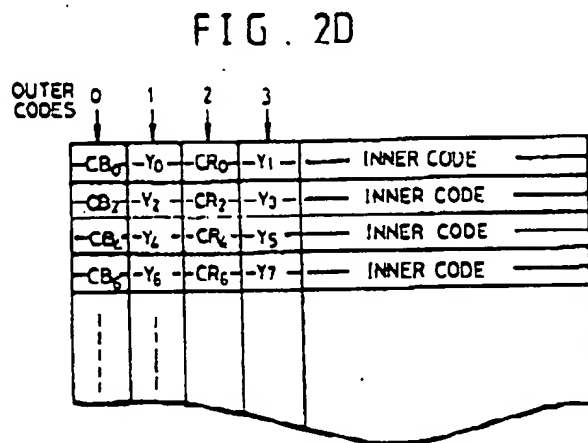 FIG. 2D
OUTER CODES 0 1 2 3
CB0 Y0 CR0 Y1 INNER CODE
CB2 Y2 CR2 Y3 INNER CODE
CB4 Y4 CR4 Y5 INNER CODE
CB6 Y6 CR6 Y7 INNER CODE